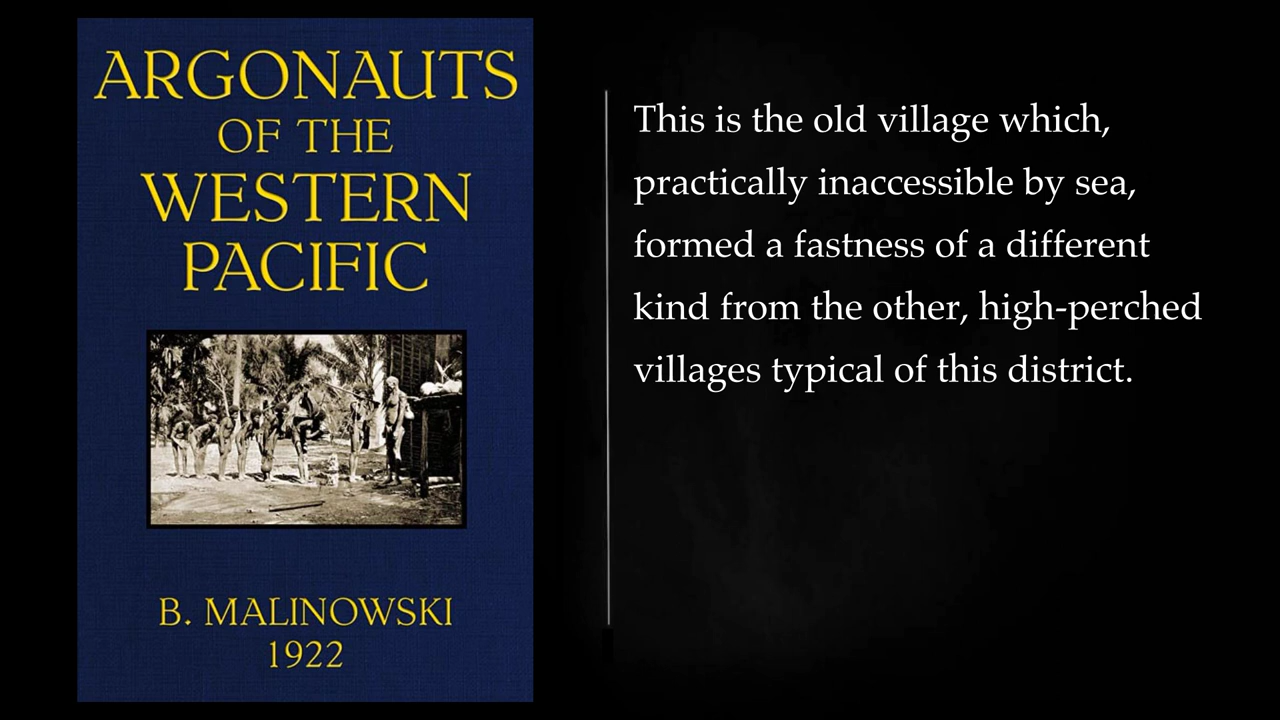 ARGONAUTS
OF THE
WESTERN
PACIFIC
B. MALINOWSKI
1922
This is the old village which,
practically inaccessible by sea,
formed a fastness of a different
kind from the other, high-perched
villages typical of this district.